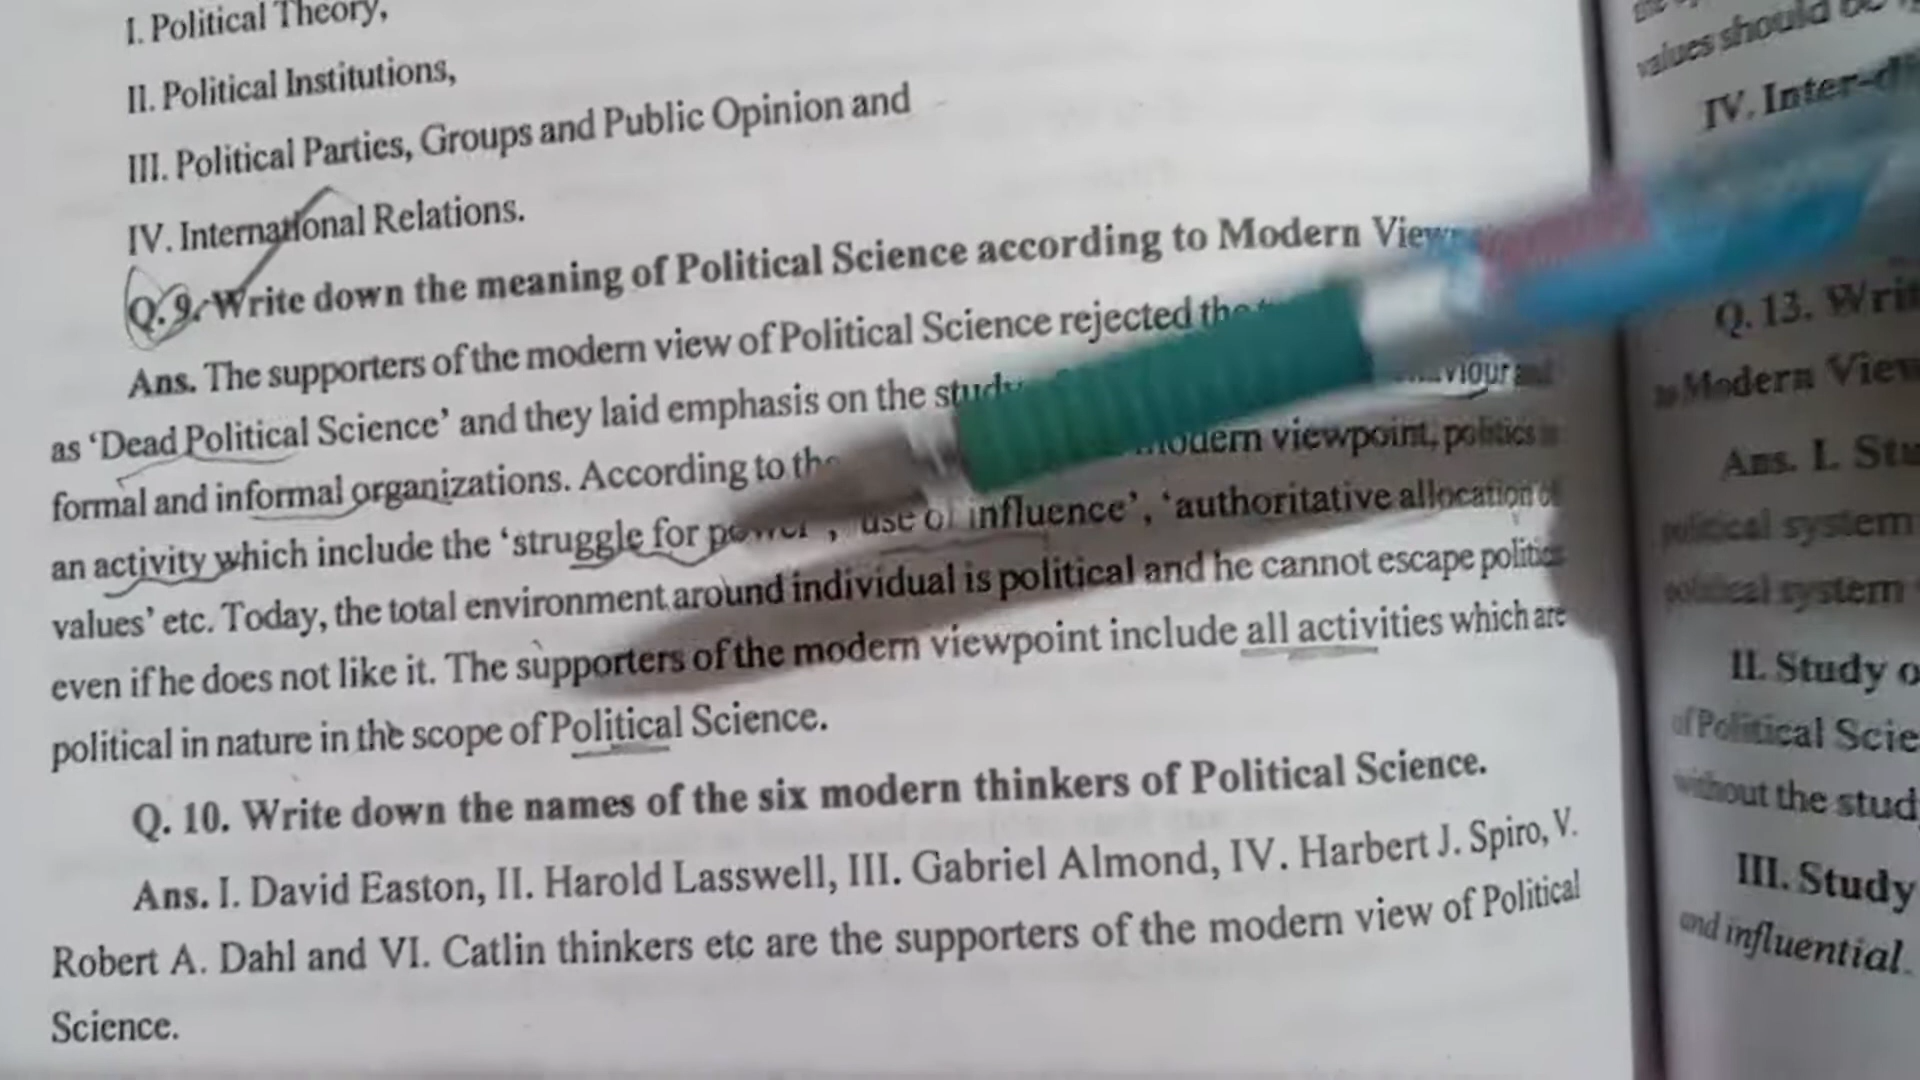 I. Political Theory,
II. Political Institutions,
III. Political Parties, Groups and Public Opinion and
IV. International Relations.
Q. 9. Write down the meaning of Political Science according to Modern
Ans. The supporters of the modern view of Political Science rejected
as ‘Dead Political Science’ and they laid emphasis on the study
formal and informal organizations. According to modern viewpoint, politics is
an activity which include the ‘struggle for power’, ‘use of influence’, ‘authoritative allocation of
values’ etc. Today, the total environment around individual is political and he cannot escape politics
even if he does not like it. The supporters of the modern viewpoint include all activities which are
political in nature in the scope of Political Science.
Q. 10. Write down the names of the six modern thinkers of Political Science.
Ans. I. David Easton, II. Harold Lasswell, III. Gabriel Almond, IV. Harbert J. Spiro, V.
Robert A. Dahl and VI. Catlin thinkers etc are the supporters of the modern view of Political
Science.
values should be
IV. Inter-
Q. 13.
to Modern
Ans. I.
political system
political system
II. Study
of Political
without the
III. Study
and influential.